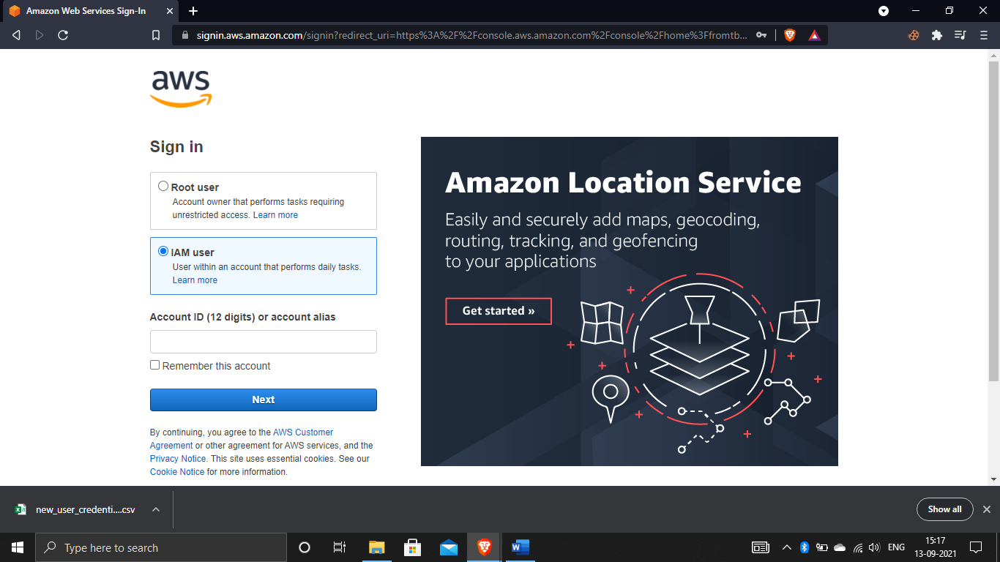 Amazon Web Services Sign-In
signin.aws.amazon.com/signin?redirect_uri=https%3A%2F%2Fconsole.aws.amazon.com%2Fconsole%2Fhome%3Ffromtb...
aws
Sign in
Root user
Account owner that performs tasks requiring
unrestricted access. Learn more
IAM user
User within an account that performs daily tasks.
Learn more
Account ID (12 digits) or account alias
Remember this account
Next
By continuing, you agree to the AWS Customer
Agreement or other agreement for AWS services, and the
Privacy Notice. This site uses essential cookies. See our
Cookie Notice for more information.
Amazon Location Service
Easily and securely add maps, geocoding,
routing, tracking, and geofencing
to your applications
Get started »
new_user_credenti....csv
Show all
Type here to search
ENG
15:17
13-09-2021